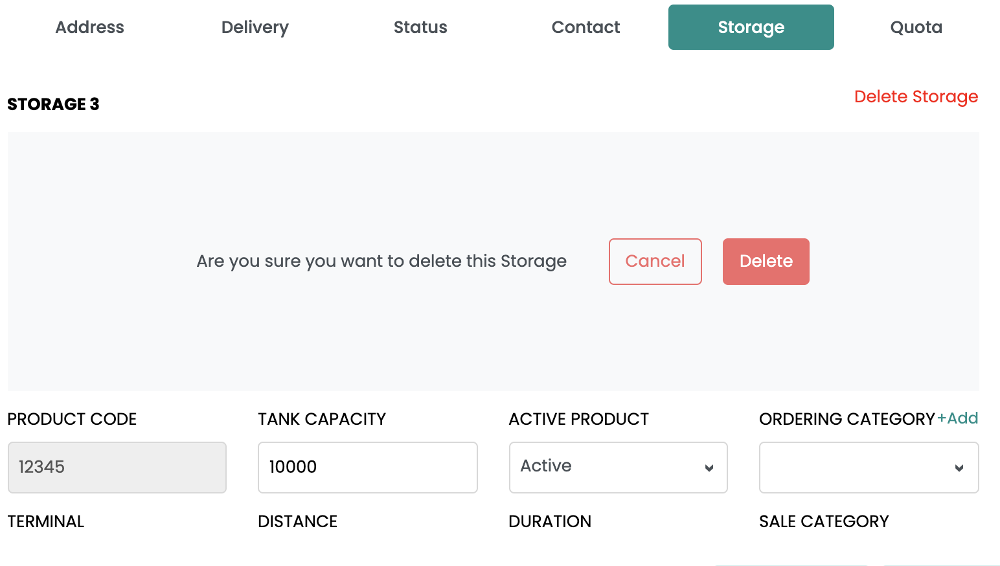 Address Delivery Status Contact Storage Quota
STORAGE 3 Delete Storage
Are you sure you want to delete this Storage Cancel Delete
PRODUCT CODE TANK CAPACITY ACTIVE PRODUCT ORDERING CATEGORY +Add
12345 10000 Active
TERMINAL DISTANCE DURATION SALE CATEGORY